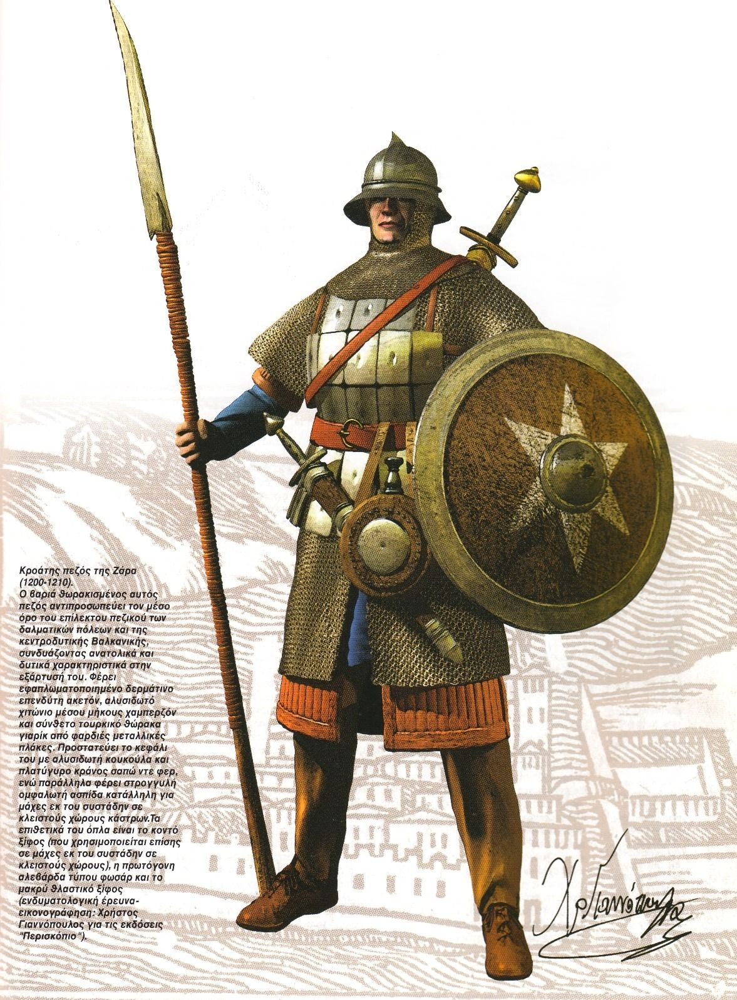 Κροάτης πεζός της Ζάρα
(1200-1210).
Ο βαριά θωρακισμένος αυτός
πεζός αντιπροσωπεύει τον μέσο
όρο του επίλεκτου πεζικού των
δαλματικών πόλεων και της
κεντροδυτικής Βαλκανικής,
συνδυάζοντας ανατολικά και
δυτικά χαρακτηριστικά στην
εξάρτυσή του. Φέρει
εφαπλωματοποιημένο δερμάτινο
επενδύτη ακετόν, αλυσιδωτό
χιτώνιο μέσου μήκους χαμπερζόν
και σύνθετο τουρκικό θώρακα
γιαρίκ από φαρδιές μεταλλικές
πλάκες. Προστατεύει το κεφάλι
του με αλυσιδωτή κουκούλα και
πλατύγυρο κράνος σαπώ ντε φερ,
ενώ παράλληλα φέρει στρογγυλή
ομφαλωτή ασπίδα κατάλληλη για
μάχες εκ του συστάδην σε
κλειστούς χώρους κάστρων.Τα
επιθετικά του όπλα είναι το κοντό
ξίφος (που χρησιμοποιείται επίσης
σε μάχες εκ του συστάδην σε
κλειστούς χώρους), η πρωτόγονη
αλεβάρδα τύπου φωσάρ και το
μακρύ θλαστικό ξίφος
(ενδυματολογική έρευνα-
εικονογράφηση: Χρήστος
Γιαννόπουλος για τις εκδόσεις
"Περισκόπιο").